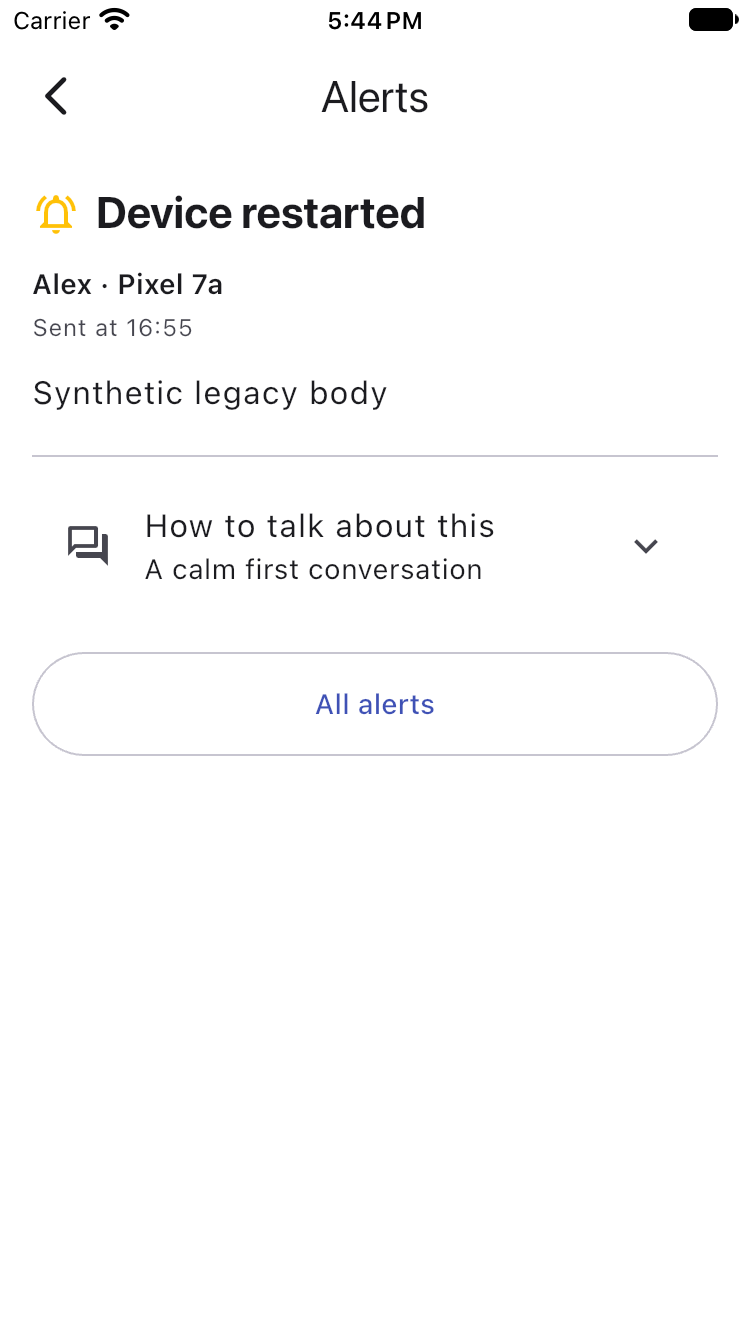 Carrier 5:44 PM
Alerts
Device restarted
Alex · Pixel 7a
Sent at 16:55
Synthetic legacy body
How to talk about this
A calm first conversation
All alerts